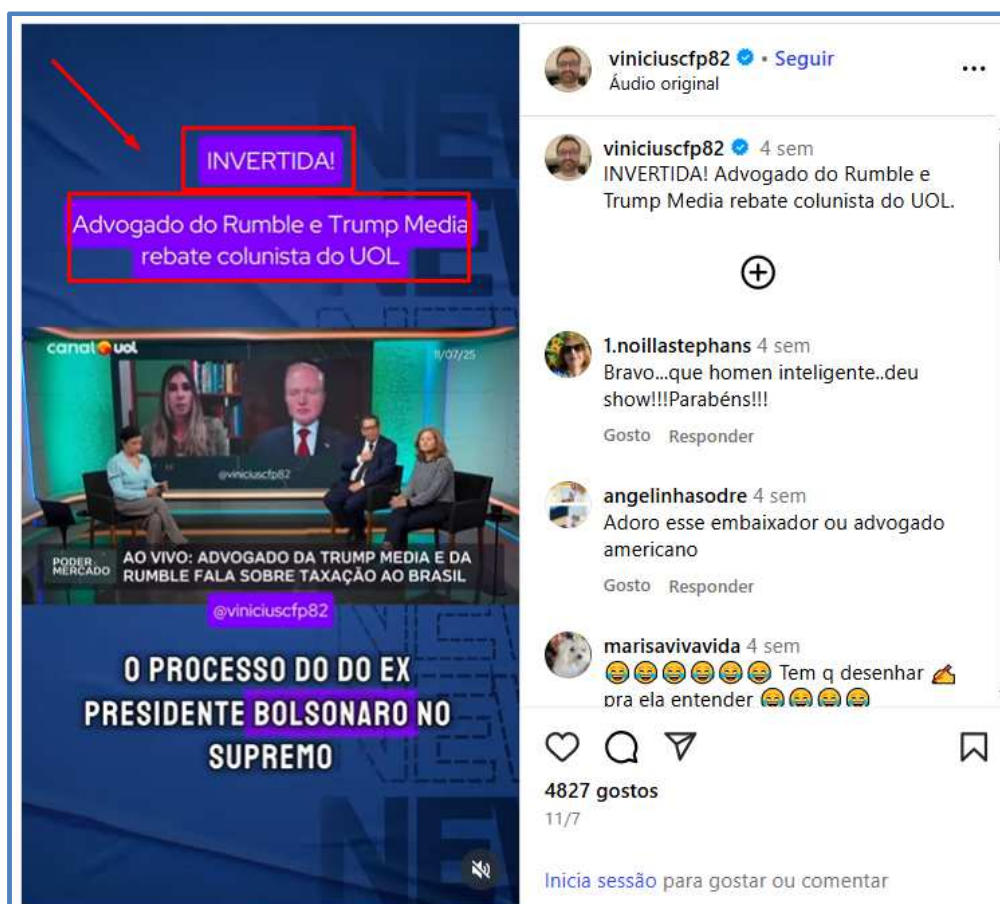 INVERTIDA!
Advogado do Rumble e Trump Media
rebate colunista do UOL
canal uol
11/07/25
@viniciuscfp82
PODER
MERCADO
AO VIVO: ADVOGADO DA TRUMP MEDIA E DA
RUMBLE FALA SOBRE TAXAÇÃO AO BRASIL
@viniciuscfp82
O PROCESSO DO DO EX
PRESIDENTE BOLSONARO NO
SUPREMO
viniciuscfp82 • Seguir
Áudio original
viniciuscfp82 4 sem
INVERTIDA! Advogado do Rumble e
Trump Media rebate colunista do UOL.
1.noillastephans 4 sem
Bravo...que homen inteligente..deu
show!!!Parabéns!!!
Gosto Responder
angelinhasodre 4 sem
Adoro esse embaixador ou advogado
americano
Gosto Responder
marisavivavida 4 sem
😂😂😂😂😂😂 Tem q desenhar ✍️
pra ela entender 😂😂😂😂
4827 gostos
11/7
Inicia sessão para gostar ou comentar